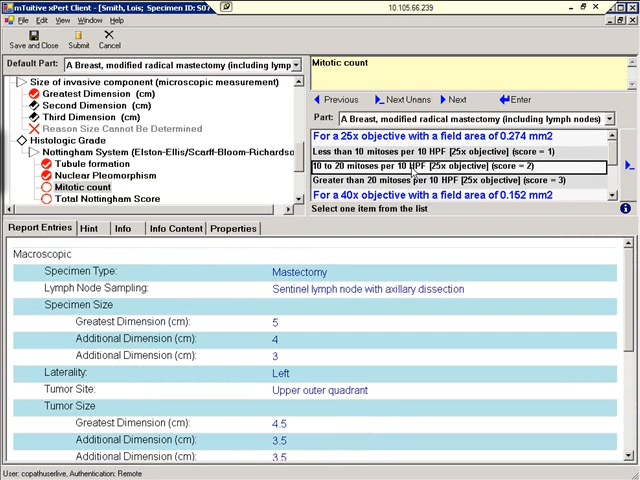 mTuitive xPert Client - [Smith, Lois; Specimen ID: S07
10.105.66.239
File Edit View Window Help
Save and Close Submit Cancel
Default Part: A Breast, modified radical mastectomy (including lymp
Size of invasive component (microscopic measurement)
Greatest Dimension (cm)
Second Dimension (cm)
Third Dimension (cm)
Reason Size Cannot Be Determined
Histologic Grade
Nottingham System (Elston-Ellis/Scarff-Bloom-Richardso
Tubule formation
Nuclear Pleomorphism
Mitotic count
Total Nottingham Score
Mitotic count
Previous Next Unans Next Enter
Part: A Breast, modified radical mastectomy (including lymph nodes)
For a 25x objective with a field area of 0.274 mm2
Less than 10 mitoses per 10 HPF [25x objective] (score = 1)
10 to 20 mitoses per 10 HPF [25x objective] (score = 2)
Greater than 20 mitoses per 10 HPF [25x objective] (score = 3)
For a 40x objective with a field area of 0.152 mm2
Select one item from the list
Report Entries Hint Info Info Content Properties
Macroscopic
Specimen Type: Mastectomy
Lymph Node Sampling: Sentinel lymph node with axillary dissection
Specimen Size
Greatest Dimension (cm): 5
Additional Dimension (cm): 4
Additional Dimension (cm): 3
Laterality: Left
Tumor Site: Upper outer quadrant
Tumor Size
Greatest Dimension (cm): 4.5
Additional Dimension (cm): 3.5
Additional Dimension (cm): 3.5
User: copathuserlive, Authentication: Remote